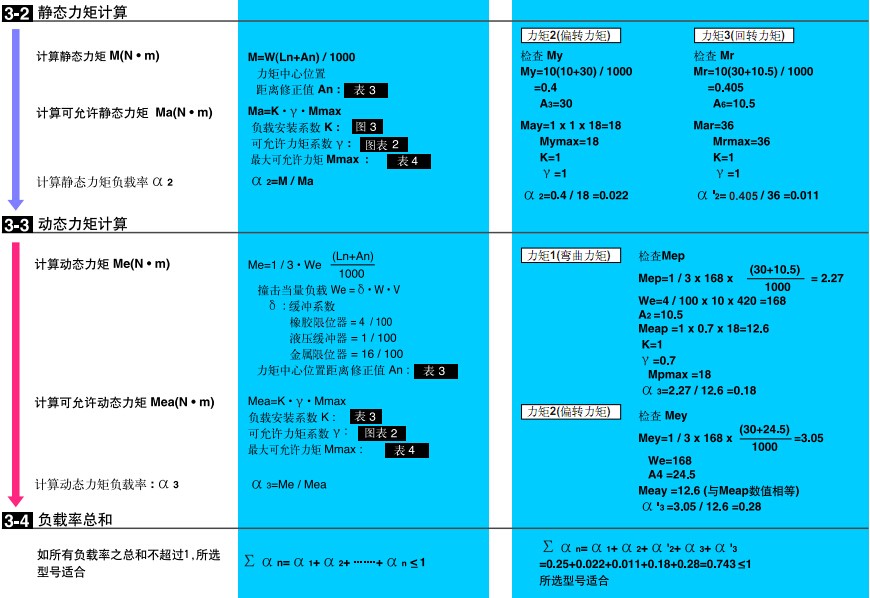 3-2 静态力矩计算
计算静态力矩 M(N•m)
M=W(Ln+An) / 1000
力矩中心位置
距离修正值 An： 表 3
力矩2(偏转力矩)
检查 My
My=10(10+30) / 1000
=0.4
A3=30
力矩3(回转力矩)
检查 Mr
Mr=10(30+10.5) / 1000
=0.405
A6=10.5
计算可允许静态力矩 Ma(N•m)
Ma=K・γ・Mmax
负载安装系数 K： 图 3
可允许力矩系数 γ： 图表 2
最大可允许力矩 Mmax： 表 4
May=1 x 1 x 18=18
Mymax=18
K=1
γ=1
Mar=36
Mrmax=36
K=1
γ=1
计算静态力矩负载率 α 2
α 2=M / Ma
α 2=0.4 / 18 =0.022
α '2= 0.405 / 36 =0.011
3-3 动态力矩计算
计算动态力矩 Me(N•m)
Me=1 / 3・We (Ln+An)
1000
撞击当量负载 We = δ・W・V
δ：缓冲系数
橡胶限位器 = 4 / 100
液压缓冲器 = 1 / 100
金属限位器 = 16 / 100
力矩中心位置距离修正值 An： 表 3
力矩1(弯曲力矩)
检查Mep
Mep=1 / 3 x 168 x (30+10.5) = 2.27
1000
We=4 / 100 x 10 x 420 =168
A2 =10.5
Meap =1 x 0.7 x 18=12.6
K=1
γ=0.7
Mpmax =18
α 3=2.27 / 12.6 =0.18
计算可允许动态力矩 Mea(N•m)
Mea=K・γ・Mmax
负载安装系数 K： 表 3
可允许力矩系数 γ： 图表 2
最大可允许力矩 Mmax： 表 4
力矩2(偏转力矩)
检查 Mey
Mey=1 / 3 x 168 x (30+24.5) =3.05
1000
We=168
A4 =24.5
Meay =12.6 (与Meap数值相等)
α '3 =3.05 / 12.6 =0.28
计算动态力矩负载率：α 3
α 3=Me / Mea
3-4 负载率总和
如所有负载率之总和不超过1,所选
型号适合
∑ α n= α 1+ α 2+ ·······+ α n ≤1
∑ α n= α 1+ α 2+ α '2+ α 3+ α '3
=0.25+0.022+0.011+0.18+0.28=0.743 ≤1
所选型号适合